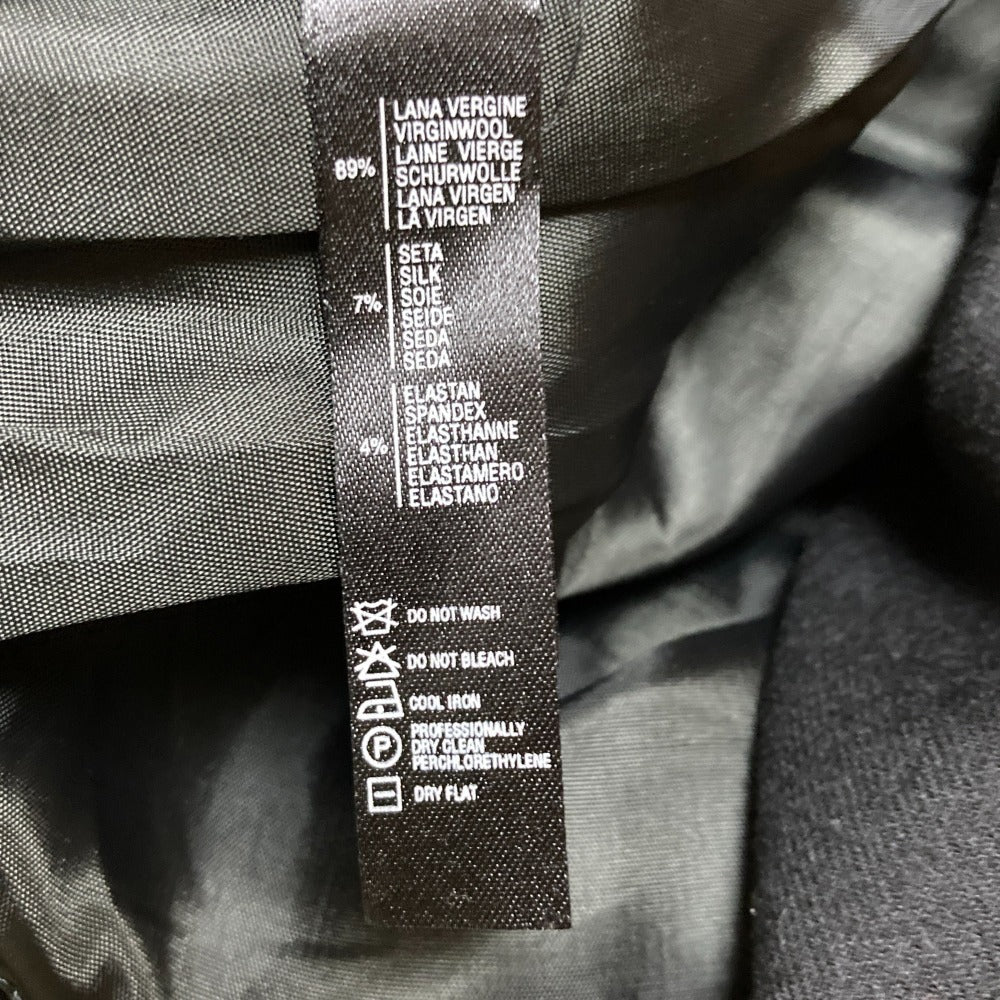 89%
LANA VERGINE
VIRGINWOOL
LAINE VIERGE
SCHURWOLLE
LANA VIRGEN
LA VIRGEN
7%
SETA
SILK
SOIE
SEIDE
SEDA
SEDA
4%
ELASTAN
SPANDEX
ELASTHANNE
ELASTHAN
ELASTAMERO
ELASTANO
DO NOT WASH
DO NOT BLEACH
COOL IRON
P
PROFESSIONALLY
DRY CLEAN
PERCHLORETHYLENE
DRY FLAT